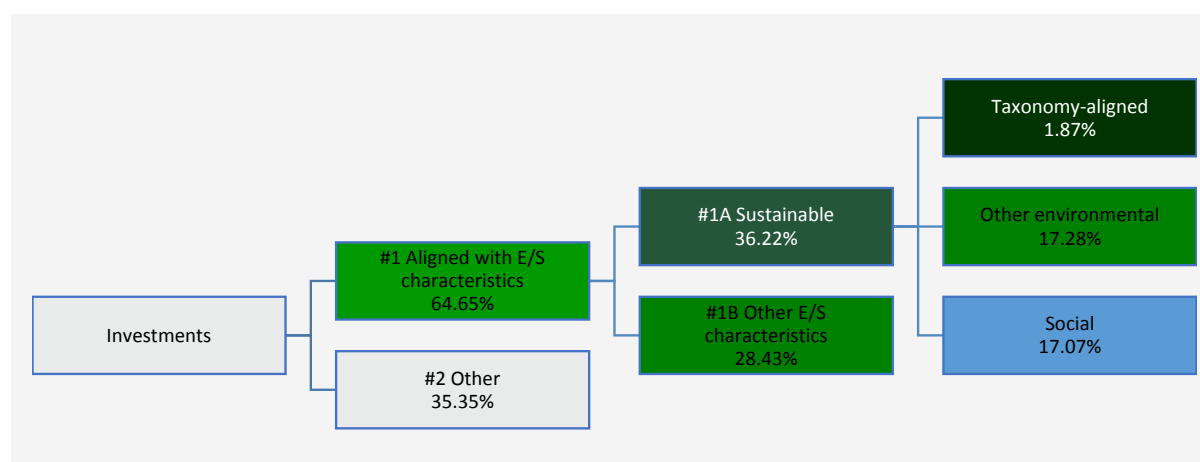 Investments
#1 Aligned with E/S
characteristics
64.65%
#2 Other
35.35%
#1A Sustainable
36.22%
#1B Other E/S
characteristics
28.43%
Taxonomy-aligned
1.87%
Other environmental
17.28%
Social
17.07%